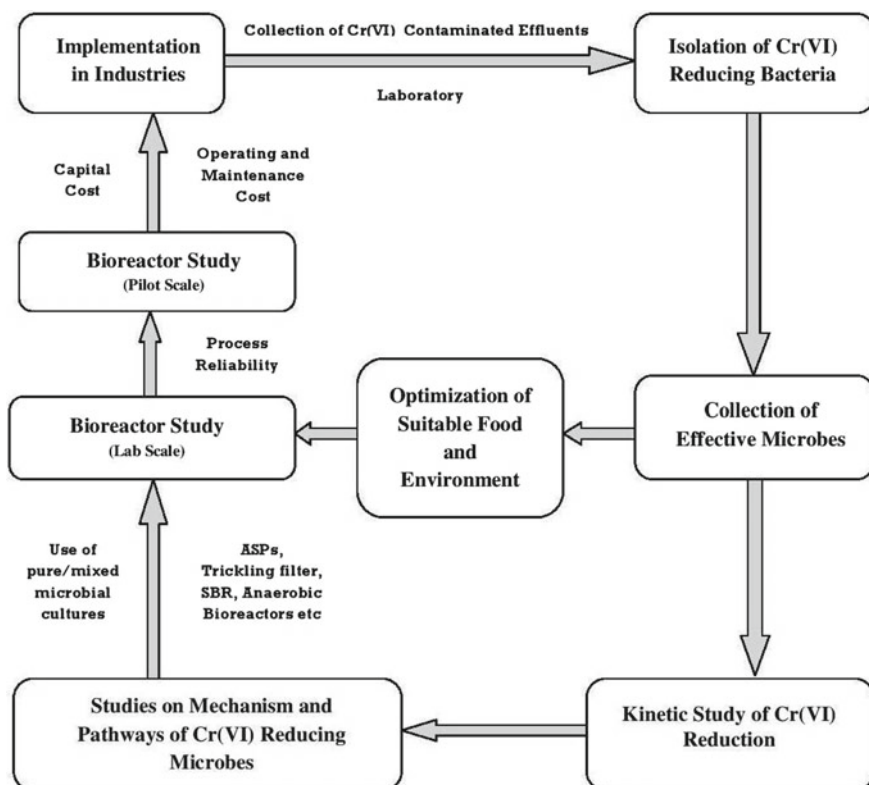 Implementation
in Industries
Collection of Cr(VI) Contaminated Effluents
Laboratory
Isolation of Cr(VI)
Reducing Bacteria
Capital
Cost
Operating and
Maintenance
Cost
Bioreactor Study
(Pilot Scale)
Process
Reliability
Bioreactor Study
(Lab Scale)
Optimization of
Suitable Food
and
Environment
Collection of
Effective Microbes
Use of
pure/mixed
microbial
cultures
ASPs,
Trickling filter,
SBR, Anaerobic
Bioreactors etc
Studies on Mechanism and
Pathways of Cr(VI) Reducing
Microbes
Kinetic Study of Cr(VI)
Reduction